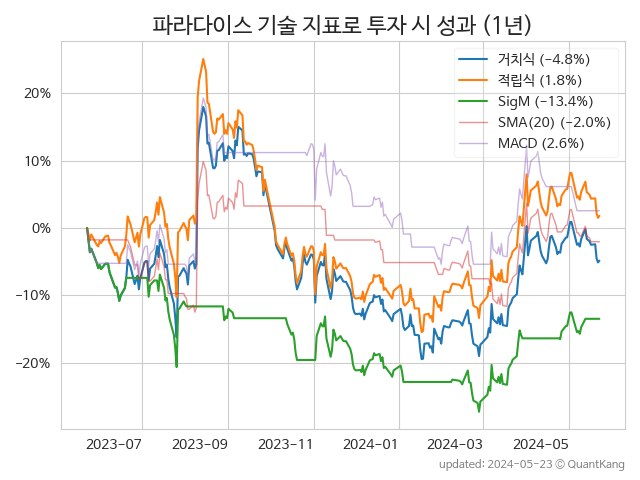 파라다이스 기술 지표로 투자 시 성과 (1년)
거치식 (−4.8%)
적립식 (1.8%)
SigM (−13.4%)
SMA(20) (−2.0%)
MACD (2.6%)
20%
10%
0%
−10%
−20%
2023-07 2023-09 2023-11 2024-01 2024-03 2024-05
updated: 2024-05-23 © QuantKang